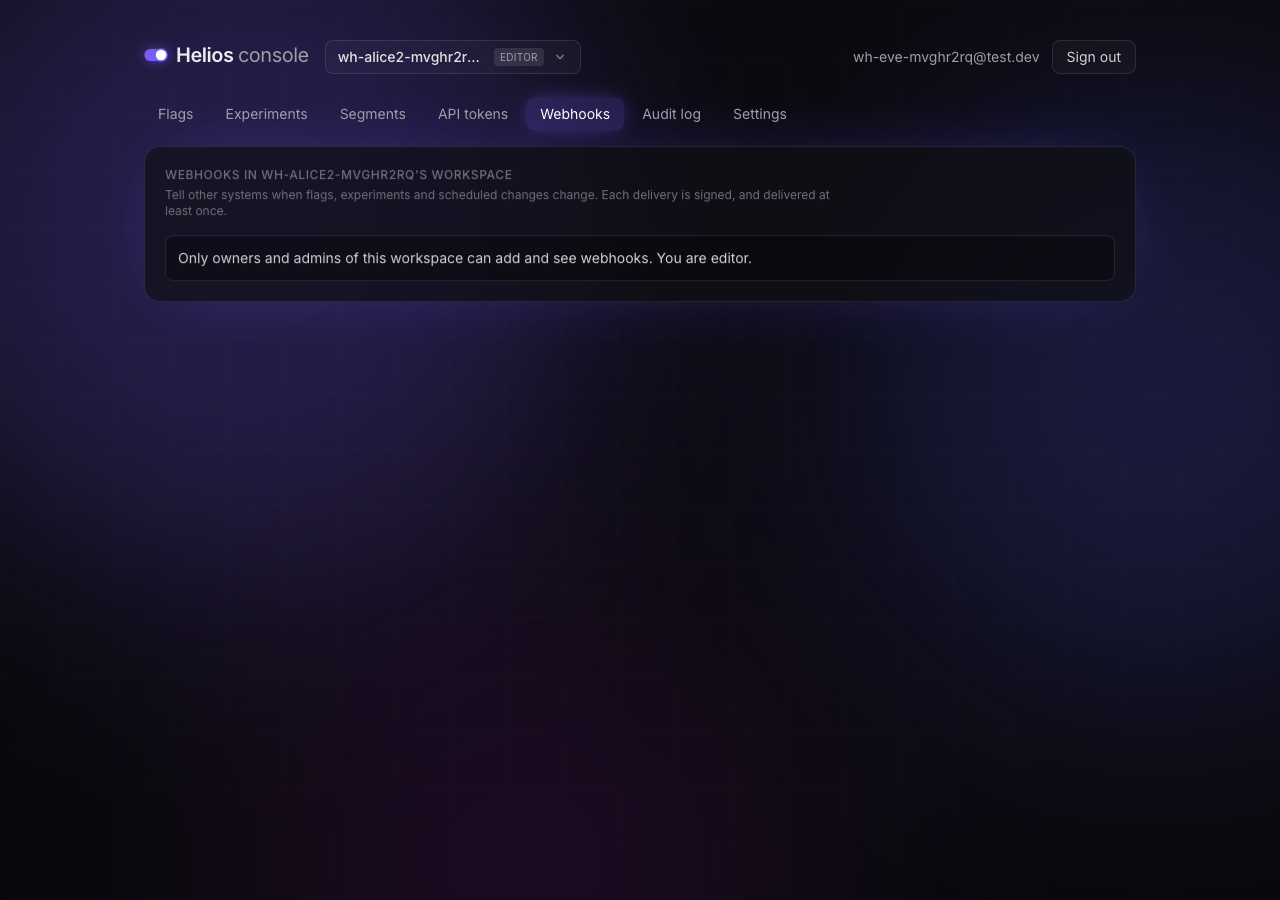 Helios console
wh-alice2-mvghr2r... EDITOR
wh-eve-mvghr2rq@test.dev
Sign out
Flags Experiments Segments API tokens Webhooks Audit log Settings
WEBHOOKS IN WH-ALICE2-MVGHR2RQ'S WORKSPACE
Tell other systems when flags, experiments and scheduled changes change. Each delivery is signed, and delivered at
least once.
Only owners and admins of this workspace can add and see webhooks. You are editor.